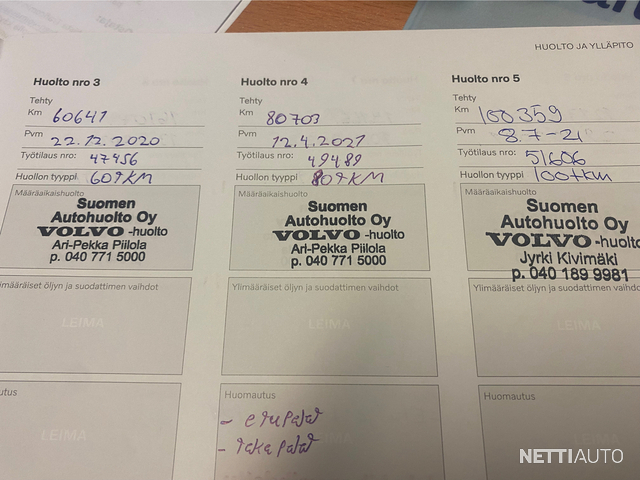 HUOLTO JA YLLÄPITO
Huolto nro 3
Tehty
Km 60641
Pvm 22.12.2020
Työtilaus nro: 47456
Huollon tyyppi 60tKM
Määräaikaishuolto
Suomen
Autohuolto Oy
VOLVO -huolto
Ari-Pekka Piilola
p. 040 771 5000
limääräiset öljyn ja suodattimen vaihdot
LEIMA
utus
LEIMA
Huolto nro 4
Tehty
Km 80703
Pvm 12.4.2021
Työtilaus nro: 49489
Huollon tyyppi 80tKM
Määräaikaishuolto
Suomen
Autohuolto Oy
VOLVO -huolto
Ari-Pekka Piilola
p. 040 771 5000
Ylimääräiset öljyn ja suodattimen vaihdot
LEIMA
Huomautus
- etupalat
- takapalat
Huolto nro 5
Tehty
Km 100359
Pvm 8.7-21
Työtilaus nro: 51606
Huollon tyyppi 100tkm
Määräaikaishuolto
Suomen
Autohuolto Oy
VOLVO -huolto
Jyrki Kivimäki
p. 040 189 9981
Ylimääräiset öljyn ja suodattimen vaihdot
LEIMA
Huomautus
NETTIAUTO